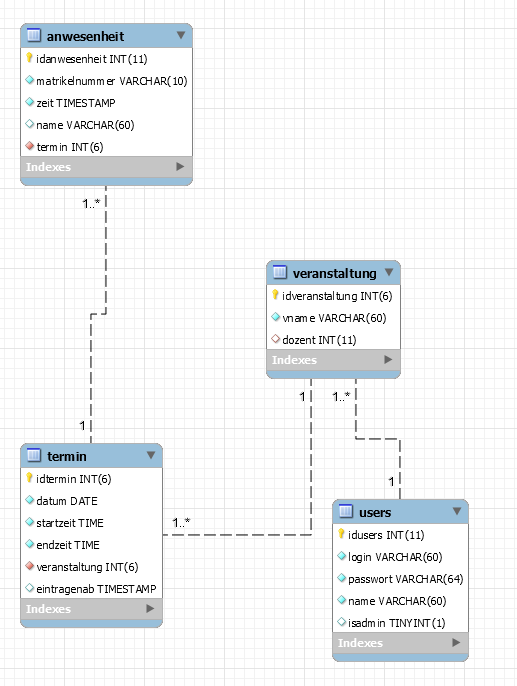 anwesenheit
idanwesenheit INT(11)
matrikelnummer VARCHAR(10)
zeit TIMESTAMP
name VARCHAR(60)
termin INT(6)
Indexes
1..*
1
termin
idtermin INT(6)
datum DATE
startzeit TIME
endzeit TIME
veranstaltung INT(6)
eintragenab TIMESTAMP
Indexes
1..*
1
veranstaltung
idveranstaltung INT(6)
vname VARCHAR(60)
dozent INT(11)
Indexes
1..*
1
users
idusers INT(11)
login VARCHAR(60)
passwort VARCHAR(64)
name VARCHAR(60)
isadmin TINYINT(1)
Indexes